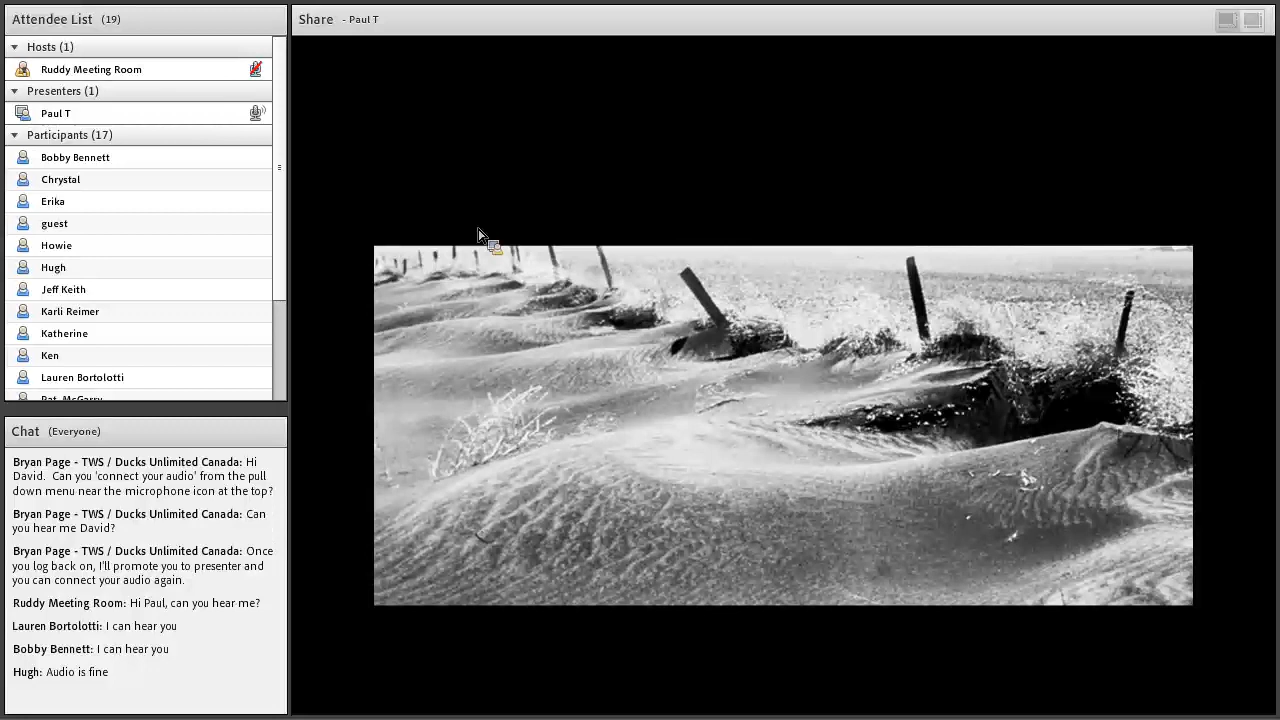 Attendee List (19)
Hosts (1)
Ruddy Meeting Room
Presenters (1)
Paul T
Participants (17)
Bobby Bennett
Chrystal
Erika
guest
Howie
Hugh
Jeff Keith
Karli Reimer
Katherine
Ken
Lauren Bortolotti
Pat McGarry
Chat (Everyone)
Bryan Page - TWS / Ducks Unlimited Canada: Hi
David. Can you 'connect your audio' from the pull
down menu near the microphone icon at the top?
Bryan Page - TWS / Ducks Unlimited Canada: Can
you hear me David?
Bryan Page - TWS / Ducks Unlimited Canada: Once
you log back on, I'll promote you to presenter and
you can connect your audio again.
Ruddy Meeting Room: Hi Paul, can you hear me?
Lauren Bortolotti: I can hear you
Bobby Bennett: I can hear you
Hugh: Audio is fine
Share - Paul T